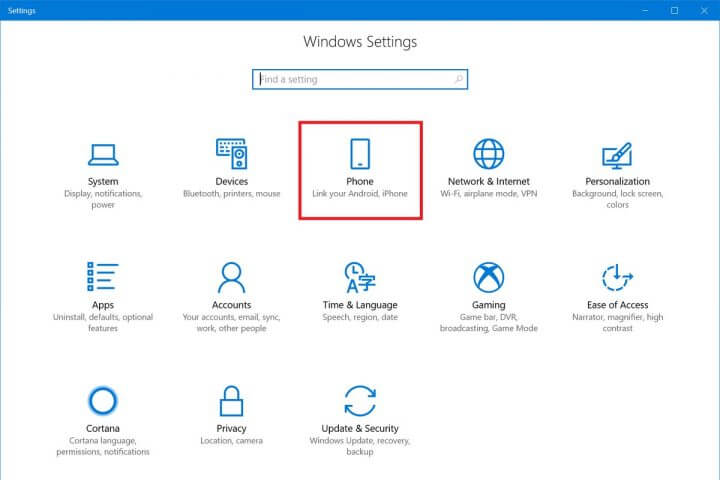 Settings
Windows Settings
Find a setting
System
Display, notifications,
power
Devices
Bluetooth, printers, mouse
Phone
Link your Android, iPhone
Network & Internet
Wi-Fi, airplane mode, VPN
Personalization
Background, lock screen,
colors
Apps
Uninstall, defaults, optional
features
Accounts
Your accounts, email, sync,
work, other people
Time & Language
Speech, region, date
Gaming
Game bar, DVR,
broadcasting, Game Mode
Ease of Access
Narrator, magnifier, high
contrast
Cortana
Cortana language,
permissions, notifications
Privacy
Location, camera
Update & Security
Windows Update, recovery,
backup